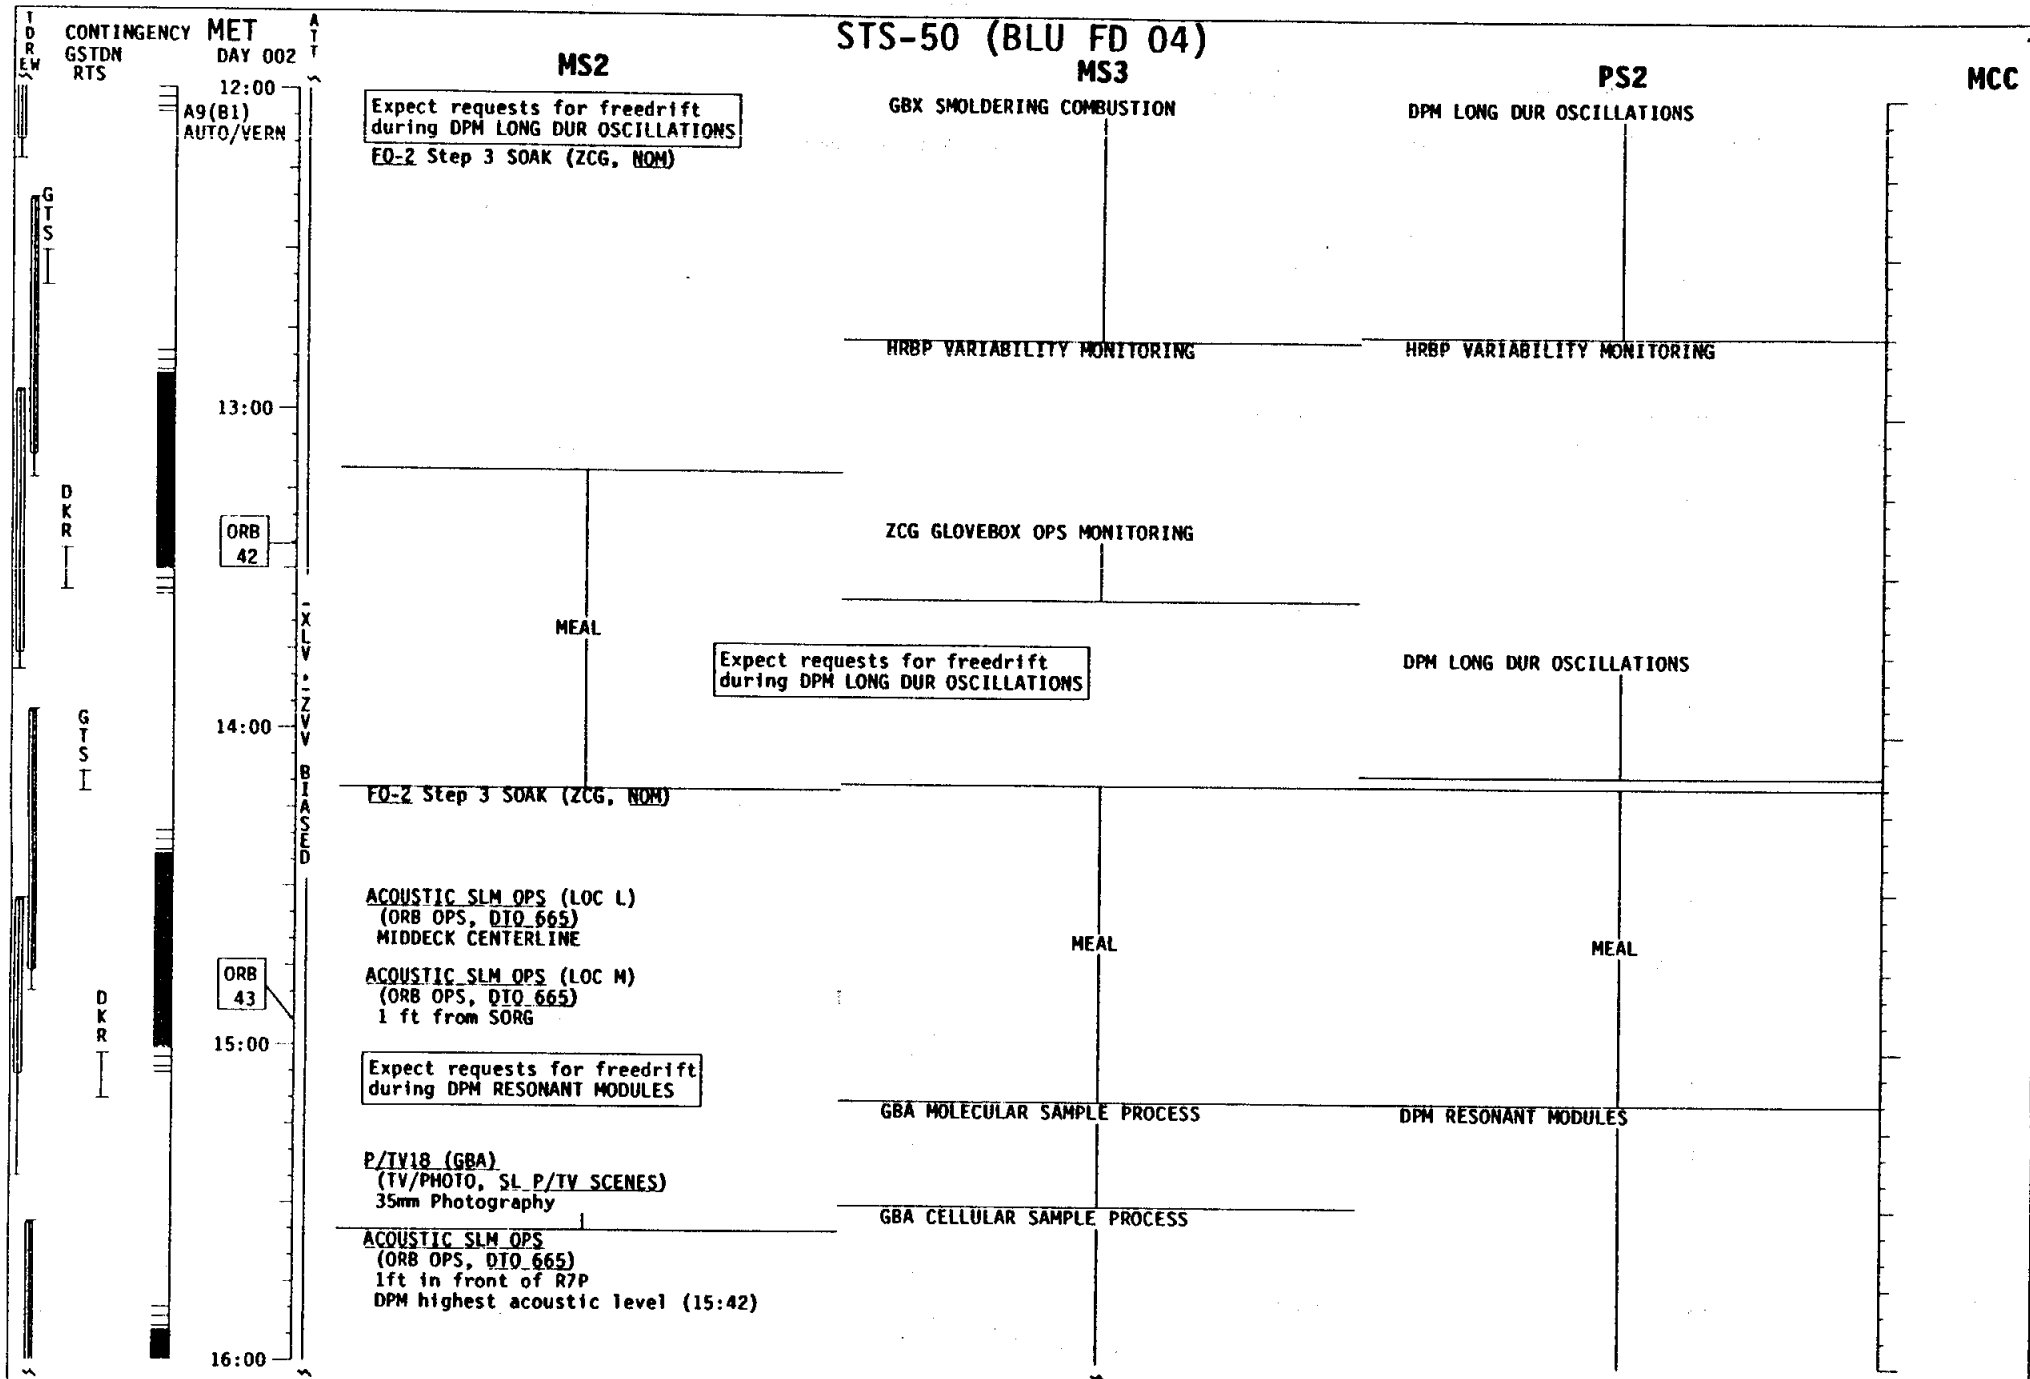 STS-50 (BLU FD 04)
T
D
R
EW
CONTINGENCY
GSTDN
RTS
MET
DAY 002
A
T
T
MS2
MS3
PS2
MCC
12:00
A9(B1)
AUTO/VERN
Expect requests for freedrift
during DPM LONG DUR OSCILLATIONS
FO-2 Step 3 SOAK (ZCG, NOM)
GBX SMOLDERING COMBUSTION
DPM LONG DUR OSCILLATIONS
G
T
S
HRBP VARIABILITY MONITORING
HRBP VARIABILITY MONITORING
13:00
D
K
R
ORB
42
ZCG GLOVEBOX OPS MONITORING
MEAL
-XLV,-ZVV BIASED
Expect requests for freedrift
during DPM LONG DUR OSCILLATIONS
DPM LONG DUR OSCILLATIONS
G
T
S
14:00
FO-2 Step 3 SOAK (ZCG, NOM)
ACOUSTIC SLM OPS (LOC L)
(ORB OPS, DTO 665)
MIDDECK CENTERLINE
MEAL
MEAL
ORB
43
ACOUSTIC SLM OPS (LOC M)
(ORB OPS, DTO 665)
1 ft from SORG
D
K
R
15:00
Expect requests for freedrift
during DPM RESONANT MODULES
GBA MOLECULAR SAMPLE PROCESS
DPM RESONANT MODULES
P/TV18 (GBA)
(TV/PHOTO, SL P/TV SCENES)
35mm Photography
GBA CELLULAR SAMPLE PROCESS
ACOUSTIC SLM OPS
(ORB OPS, DTO 665)
1ft in front of R7P
DPM highest acoustic level (15:42)
16:00